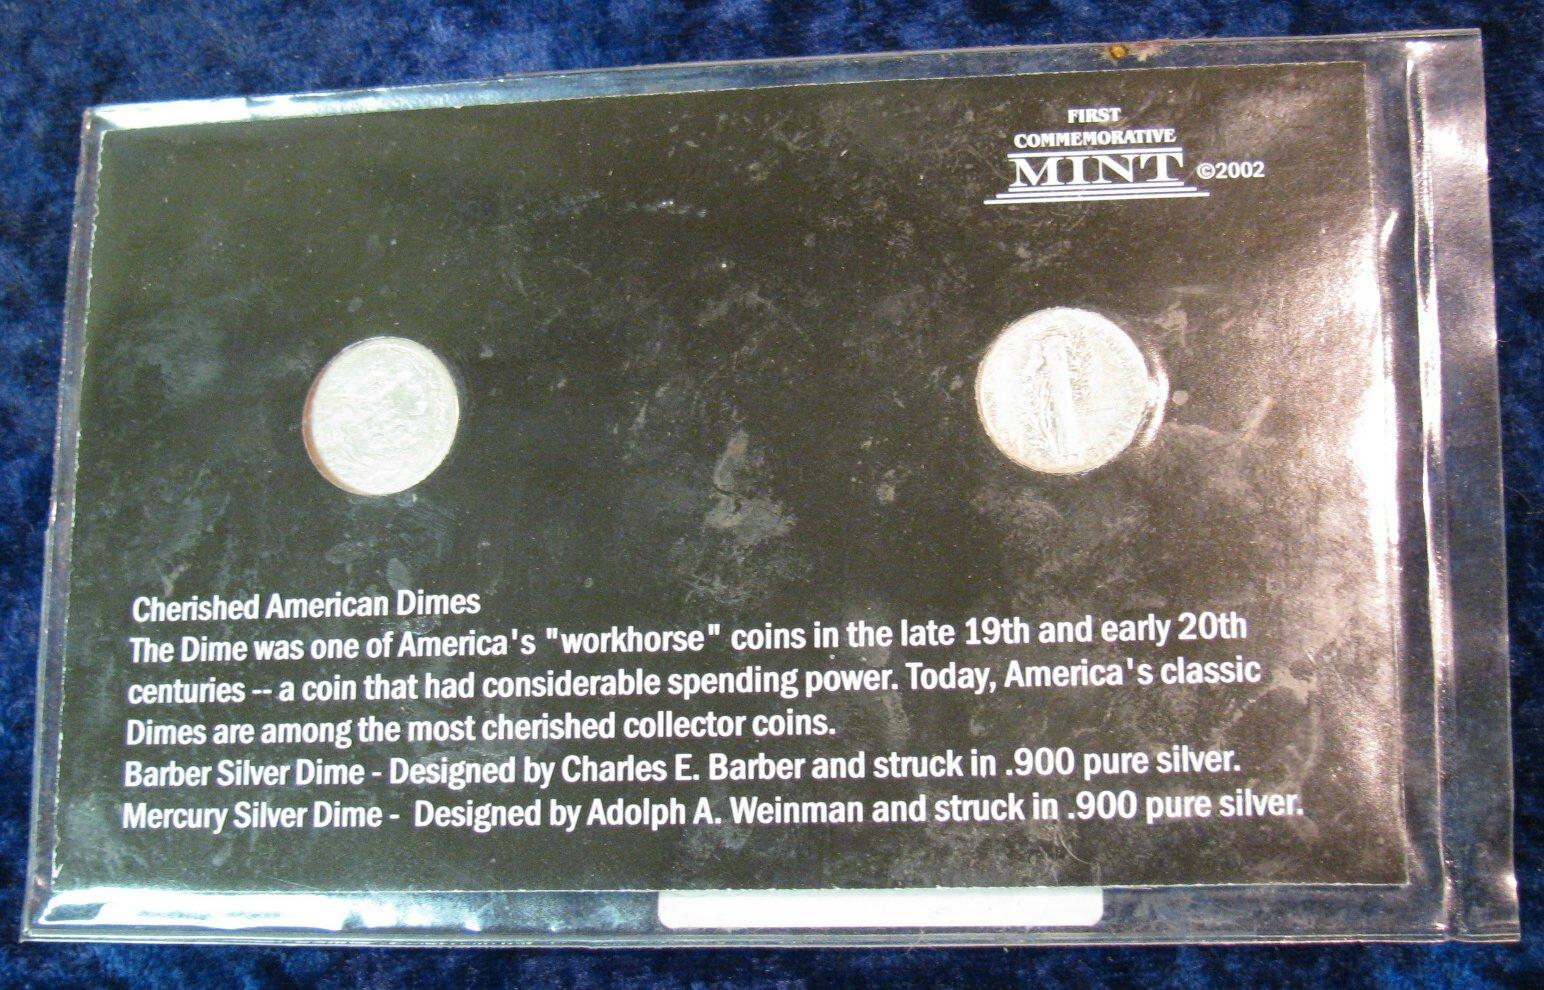 FIRST
COMMEMORATIVE
MINT ©2002
Cherished American Dimes
The Dime was one of America's "workhorse" coins in the late 19th and early 20th
centuries -- a coin that had considerable spending power. Today, America's classic
Dimes are among the most cherished collector coins.
Barber Silver Dime - Designed by Charles E. Barber and struck in .900 pure silver.
Mercury Silver Dime - Designed by Adolph A. Weinman and struck in .900 pure silver.